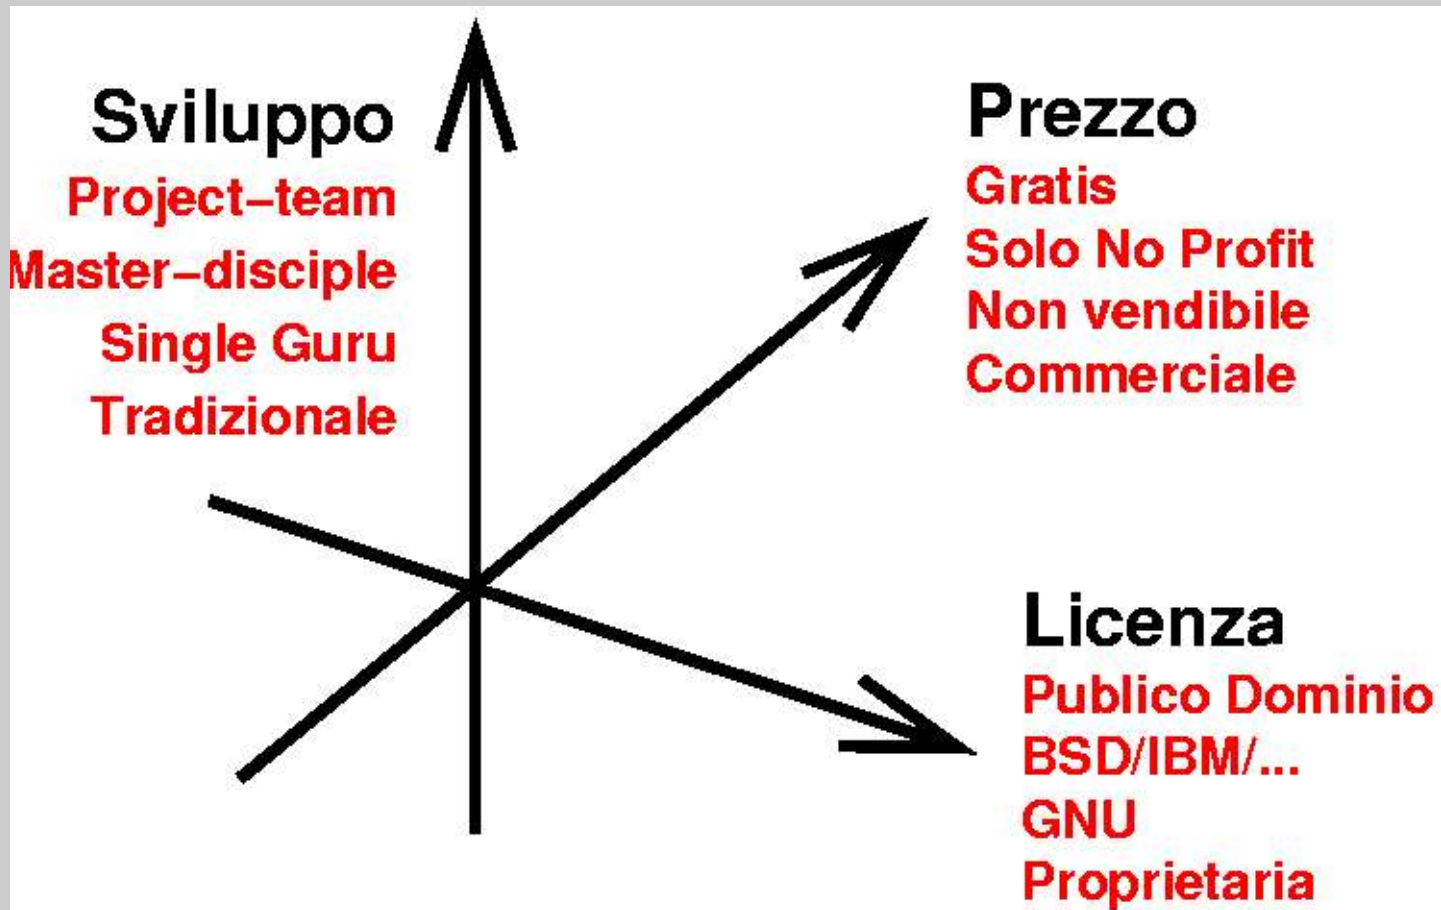 Sviluppo
Project-team
Master-disciple
Single Guru
Tradizionale
Prezzo
Gratis
Solo No Profit
Non vendibile
Commerciale
Licenza
Publico Dominio
BSD/IBM/...
GNU
Proprietaria